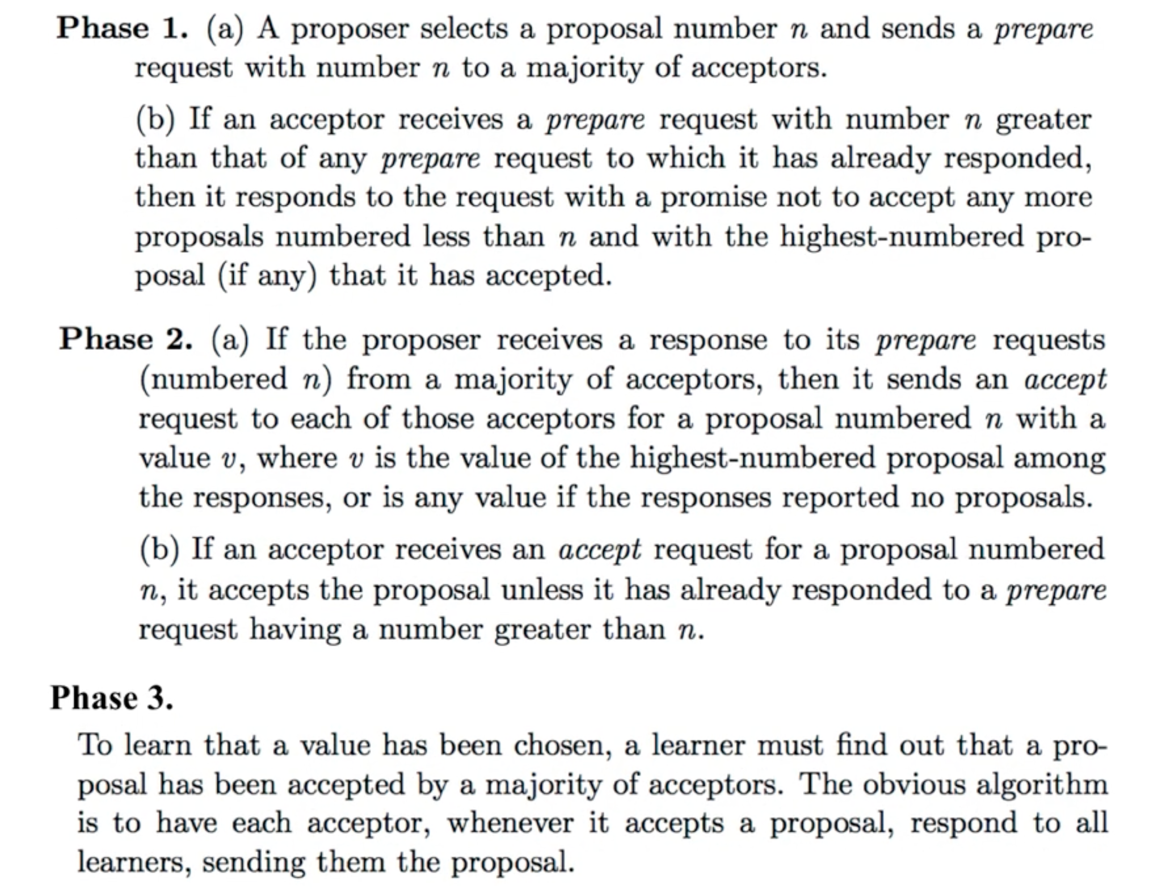 Phase 1. (a) A proposer selects a proposal number n and sends a prepare
request with number n to a majority of acceptors.
(b) If an acceptor receives a prepare request with number n greater
than that of any prepare request to which it has already responded,
then it responds to the request with a promise not to accept any more
proposals numbered less than n and with the highest-numbered pro-
posal (if any) that it has accepted.
Phase 2. (a) If the proposer receives a response to its prepare requests
(numbered n) from a majority of acceptors, then it sends an accept
request to each of those acceptors for a proposal numbered n with a
value v, where v is the value of the highest-numbered proposal among
the responses, or is any value if the responses reported no proposals.
(b) If an acceptor receives an accept request for a proposal numbered
n, it accepts the proposal unless it has already responded to a prepare
request having a number greater than n.
Phase 3.
To learn that a value has been chosen, a learner must find out that a pro-
posal has been accepted by a majority of acceptors. The obvious algorithm
is to have each acceptor, whenever it accepts a proposal, respond to all
learners, sending them the proposal.